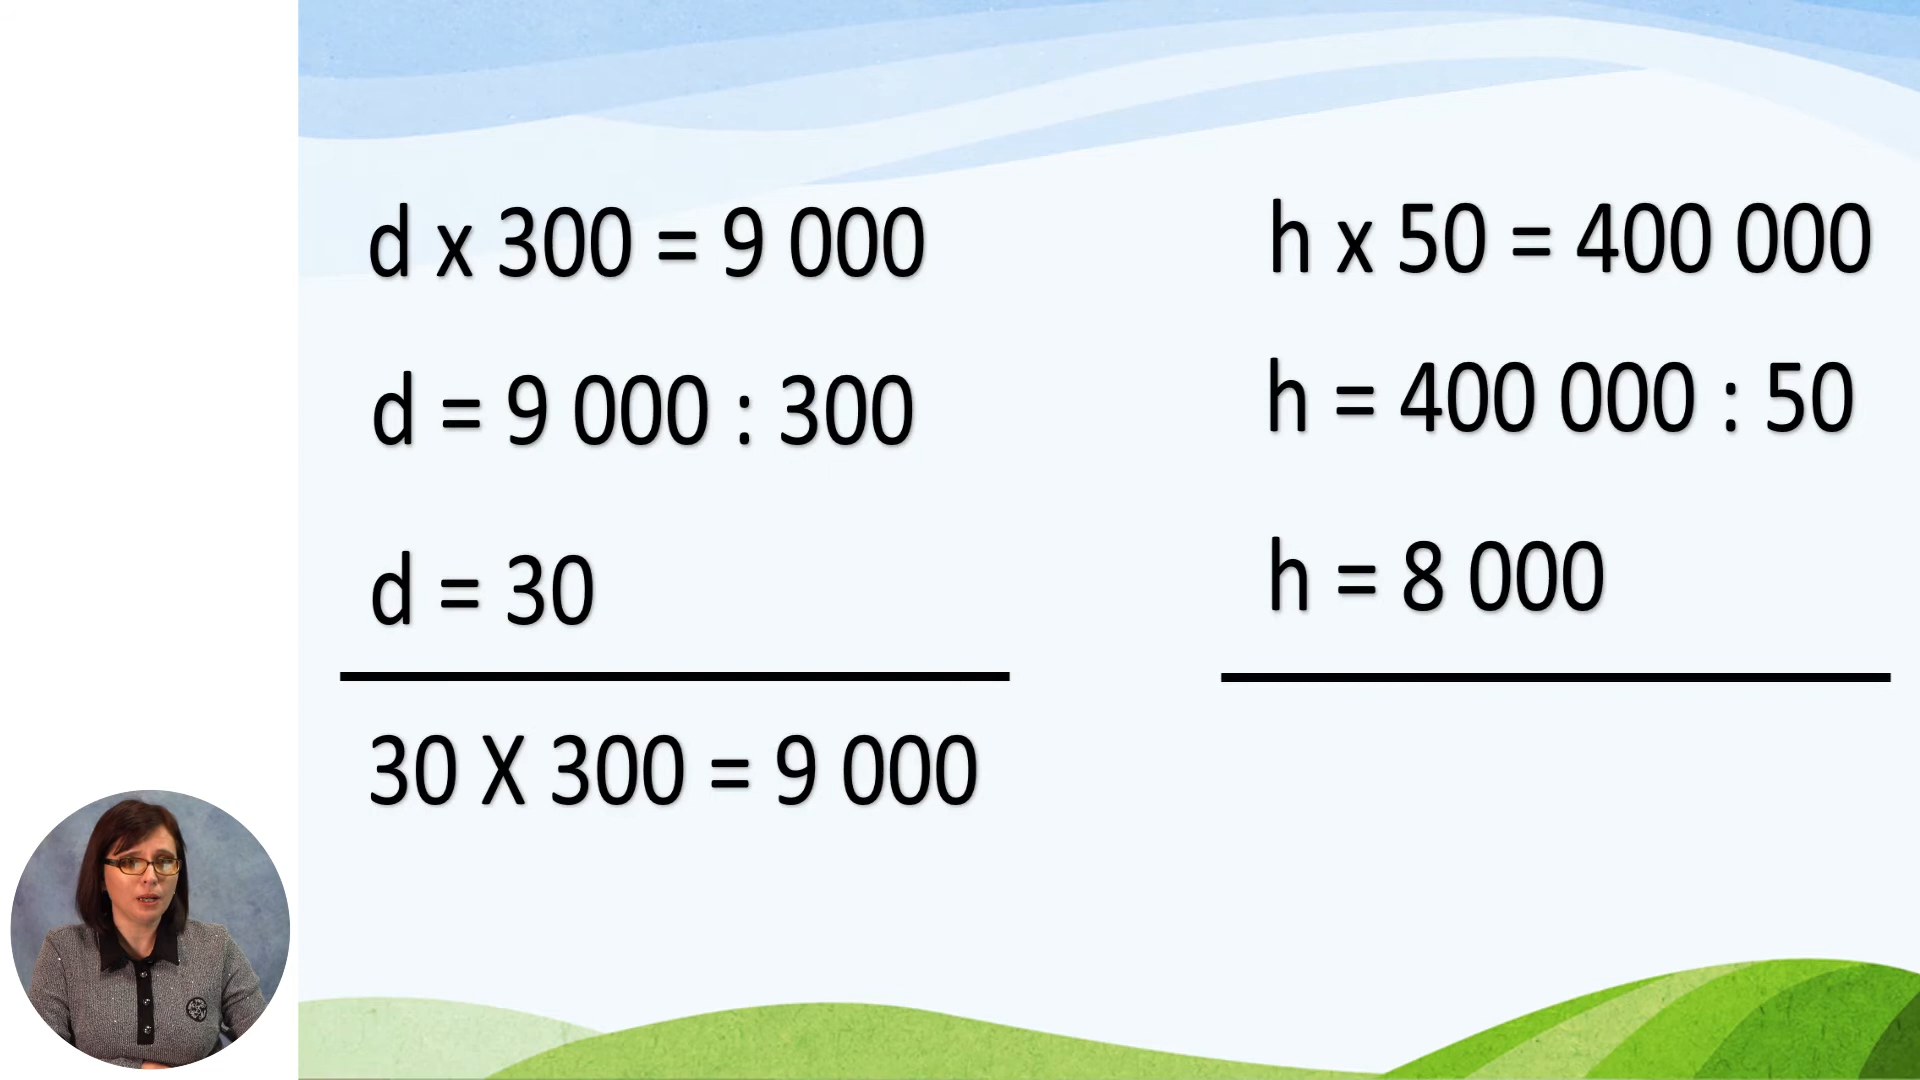 d x 300 = 9 000
d = 9 000 : 300
d = 30
30 X 300 = 9 000
h x 50 = 400 000
h = 400 000 : 50
h = 8 000